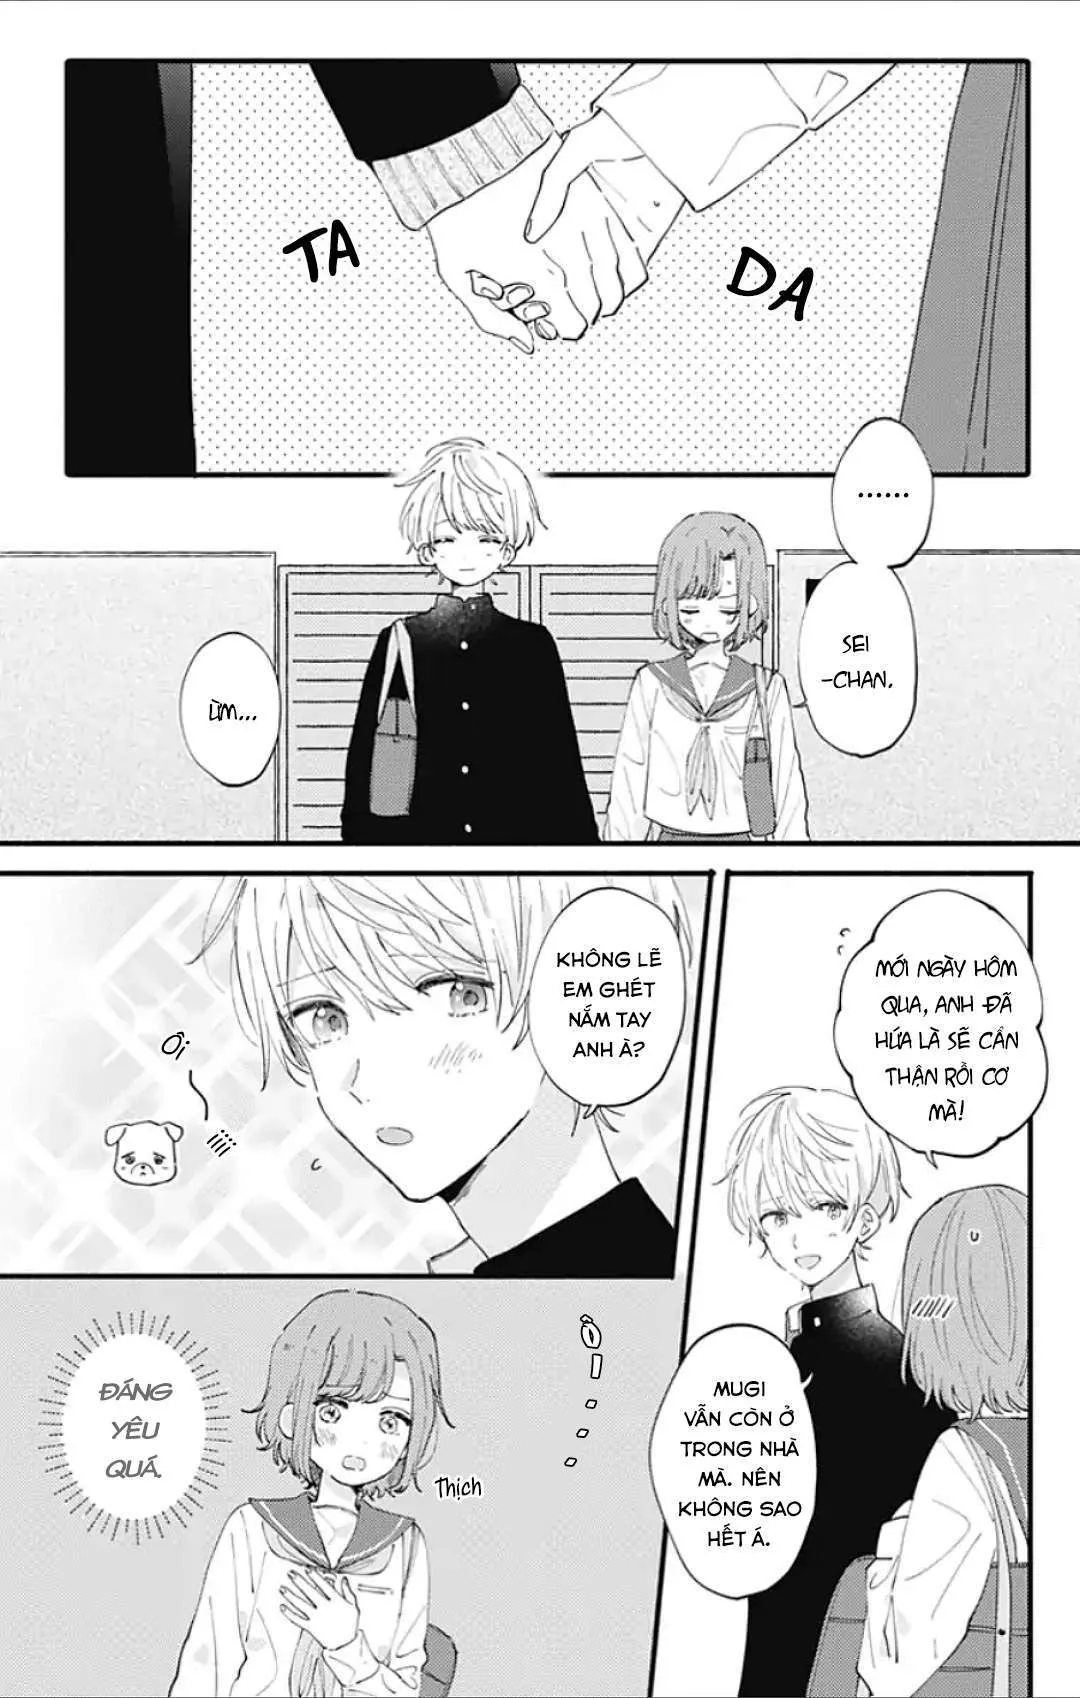 TA
DA
......
SEI
-CHAN.
ỪM...
MỚI NGÀY HÔM
QUA, ANH ĐÃ
HỨA LÀ SẼ CẨN
THẬN RỒI CƠ
MÀ!
MUGI
VẪN CÒN Ở
TRONG NHÀ
MÀ. NÊN
KHÔNG SAO
HẾT Á.
KHÔNG LẼ
EM GHÉT
NẮM TAY
ANH À?
Ôi
iiii
Ô
Thịch
ĐÁNG
YÊU
QUÁ.